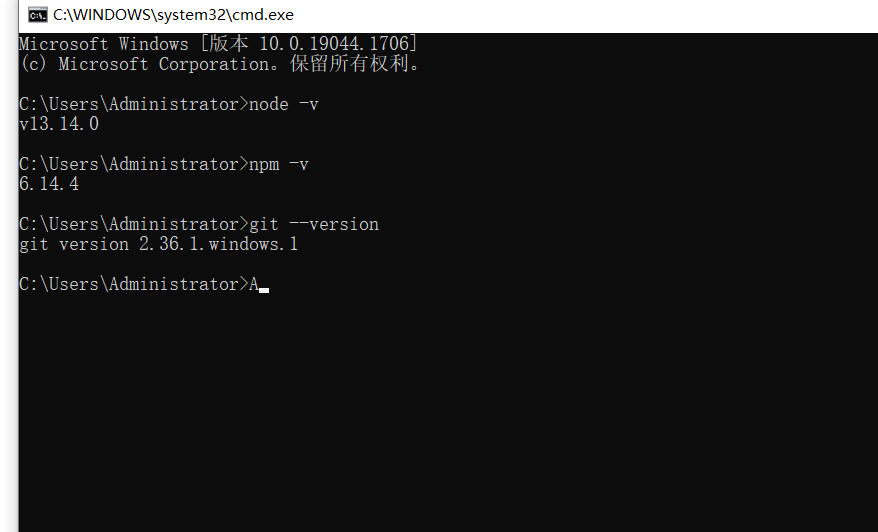 C:\WINDOWS\system32\cmd.exe
Microsoft Windows [版本 10.0.19044.1706]
(c) Microsoft Corporation。保留所有权利。
C:\Users\Administrator>node -v
v13.14.0
C:\Users\Administrator>npm -v
6.14.4
C:\Users\Administrator>git --version
git version 2.36.1.windows.1
C:\Users\Administrator>A